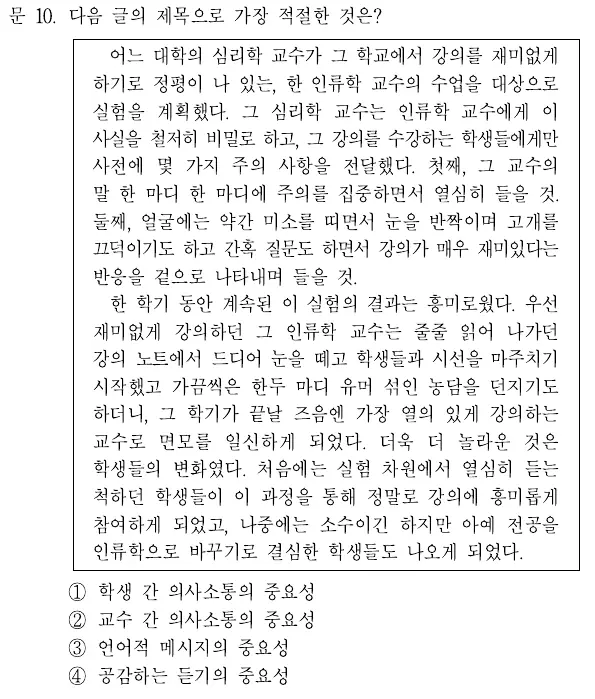 문 10. 다음 글의 제목으로 가장 적절한 것은?
어느 대학의 심리학 교수가 그 학교에서 강의를 재미없게
하기로 정평이 나 있는, 한 인류학 교수의 수업을 대상으로
실험을 계획했다. 그 심리학 교수는 인류학 교수에게 이
사실을 철저히 비밀로 하고, 그 강의를 수강하는 학생들에게만
사전에 몇 가지 주의 사항을 전달했다. 첫째, 그 교수의
말 한 마디 한 마디에 주의를 집중하면서 열심히 들을 것.
둘째, 얼굴에는 약간 미소를 띠면서 눈을 반짝이며 고개를
끄덕이기도 하고 간혹 질문도 하면서 강의가 매우 재미있다는
반응을 겉으로 나타내며 들을 것.
한 학기 동안 계속된 이 실험의 결과는 흥미로웠다. 우선
재미없게 강의하던 그 인류학 교수는 줄줄 읽어 나가던
강의 노트에서 드디어 눈을 떼고 학생들과 시선을 마주치기
시작했고 가끔씩은 한두 마디 유머 섞인 농담을 던지기도
하더니, 그 학기가 끝날 즈음엔 가장 열의 있게 강의하는
교수로 면모를 일신하게 되었다. 더욱 더 놀라운 것은
학생들의 변화였다. 처음에는 실험 차원에서 열심히 듣는
척하던 학생들이 이 과정을 통해 정말로 강의에 흥미롭게
참여하게 되었고, 나중에는 소수이긴 하지만 아예 전공을
인류학으로 바꾸기로 결심한 학생들도 나오게 되었다.
① 학생 간 의사소통의 중요성
② 교수 간 의사소통의 중요성
③ 언어적 메시지의 중요성
④ 공감하는 듣기의 중요성